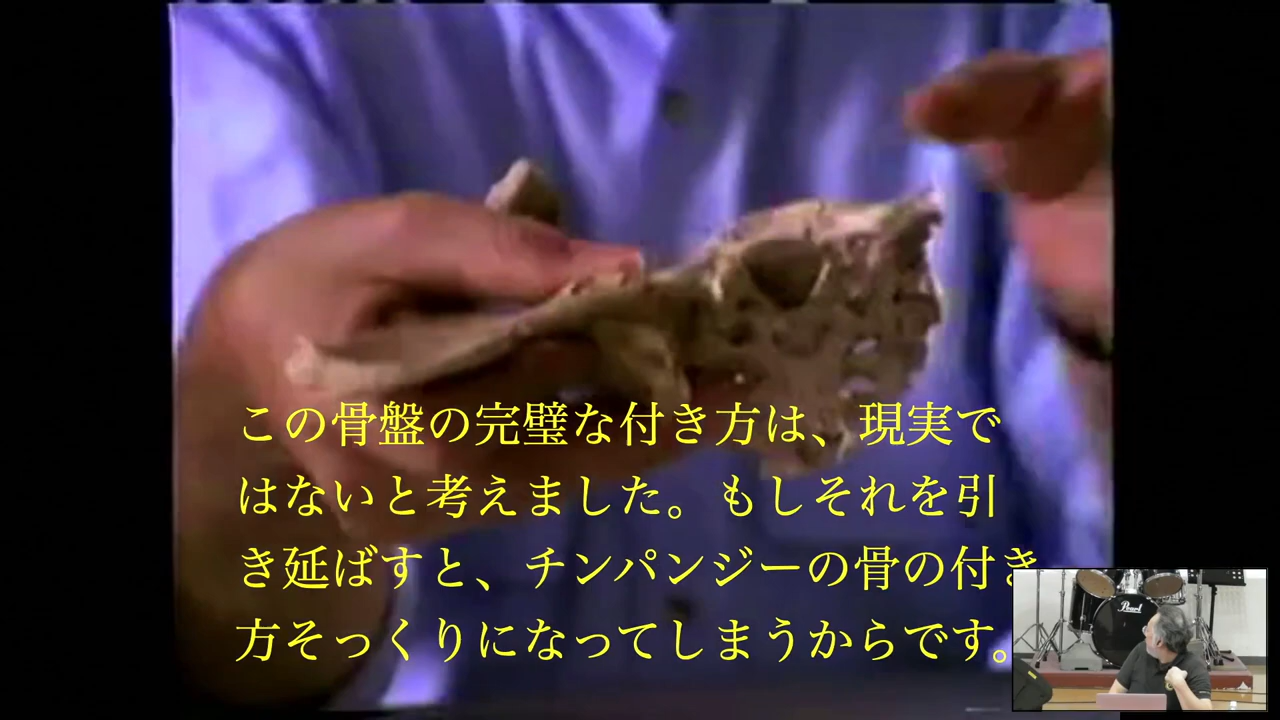 この骨盤の完璧な付き方は、現実で
はないと考えました。もしそれを引
き延ばすと、チンパンジーの骨の付き
方そっくりになってしまうからです。
Pearl